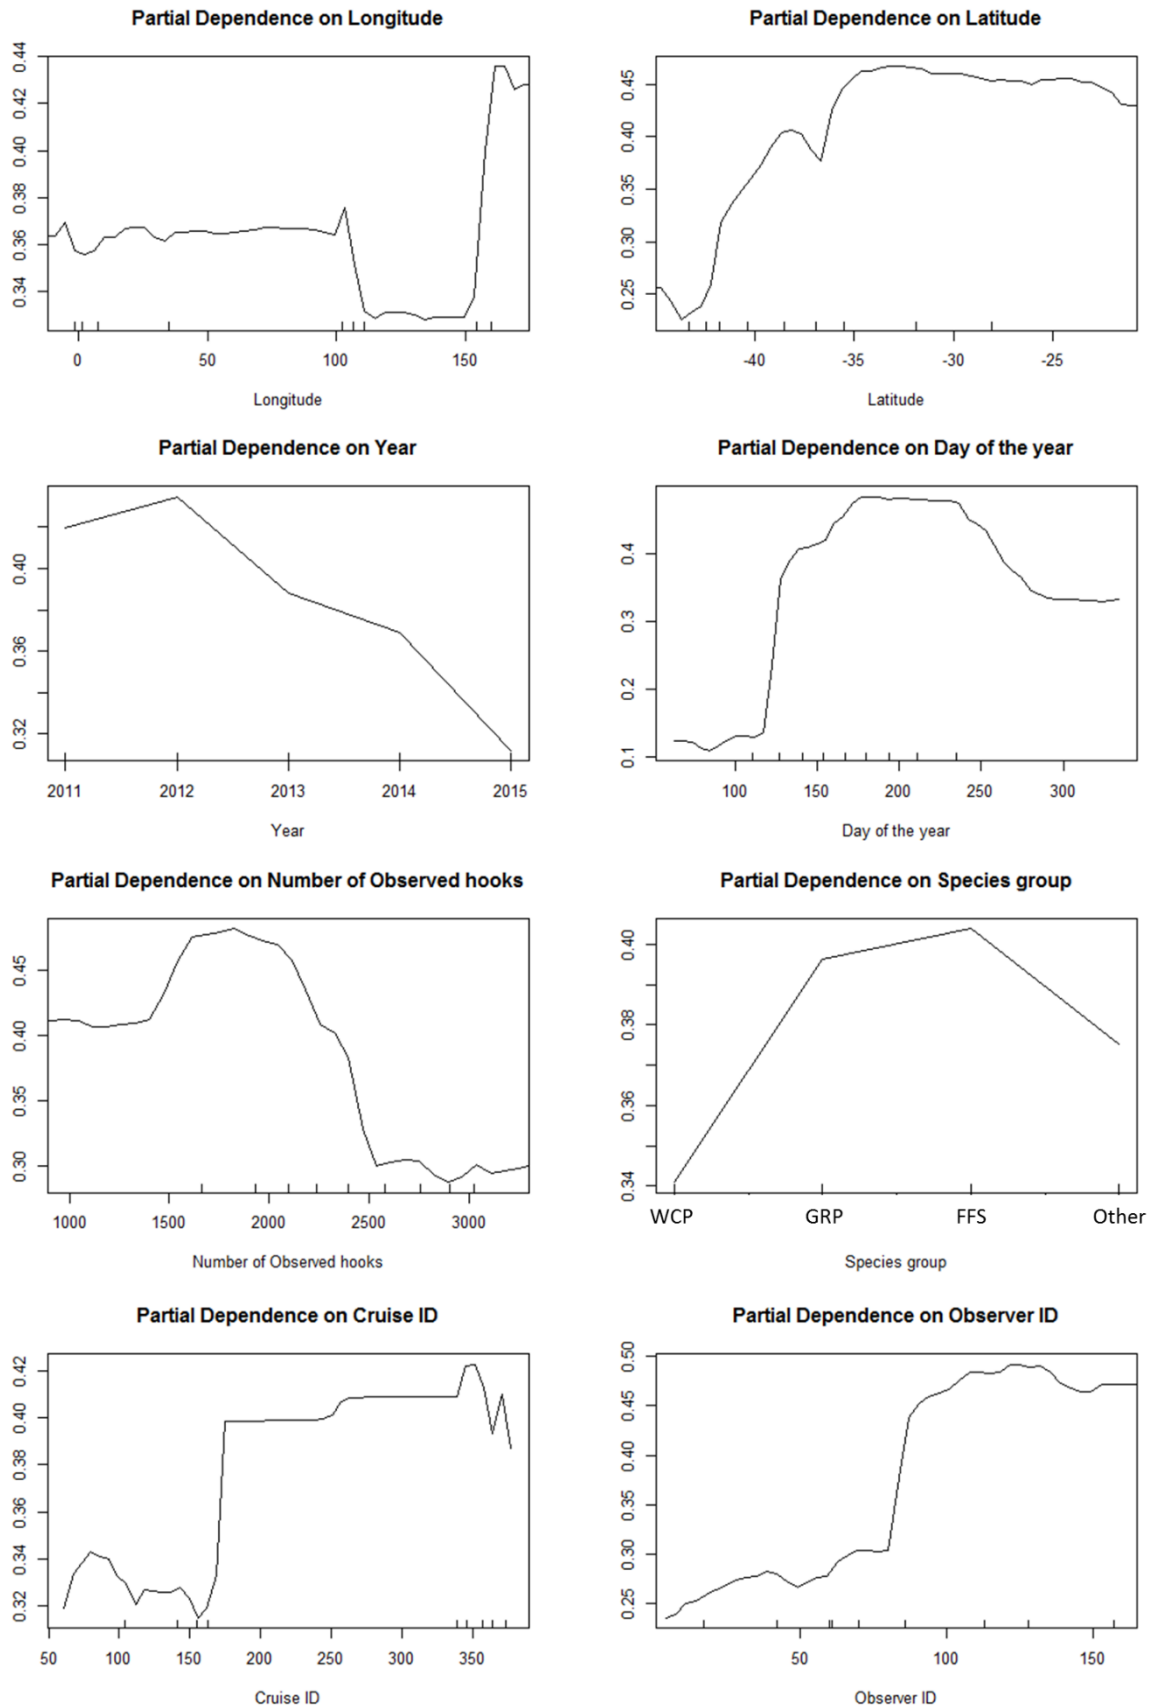 Partial Dependence on Longitude
0.44
0.42
0.40
0.38
0.36
0.34
0 50 100 150
Longitude
Partial Dependence on Latitude
0.45
0.40
0.35
0.30
0.25
-40 -35 -30 -25
Latitude
Partial Dependence on Year
0.40
0.36
0.32
2011 2012 2013 2014 2015
Year
Partial Dependence on Day of the year
0.4
0.3
0.2
0.1
100 150 200 250 300
Day of the year
Partial Dependence on Number of Observed hooks
0.45
0.40
0.35
0.30
1000 1500 2000 2500 3000
Number of Observed hooks
Partial Dependence on Species group
0.40
0.38
0.36
0.34
WCP GRP FFS Other
Species group
Partial Dependence on Cruise ID
0.42
0.40
0.38
0.36
0.34
0.32
50 100 150 200 250 300 350
Cruise ID
Partial Dependence on Observer ID
0.50
0.45
0.40
0.35
0.30
0.25
50 100 150
Observer ID